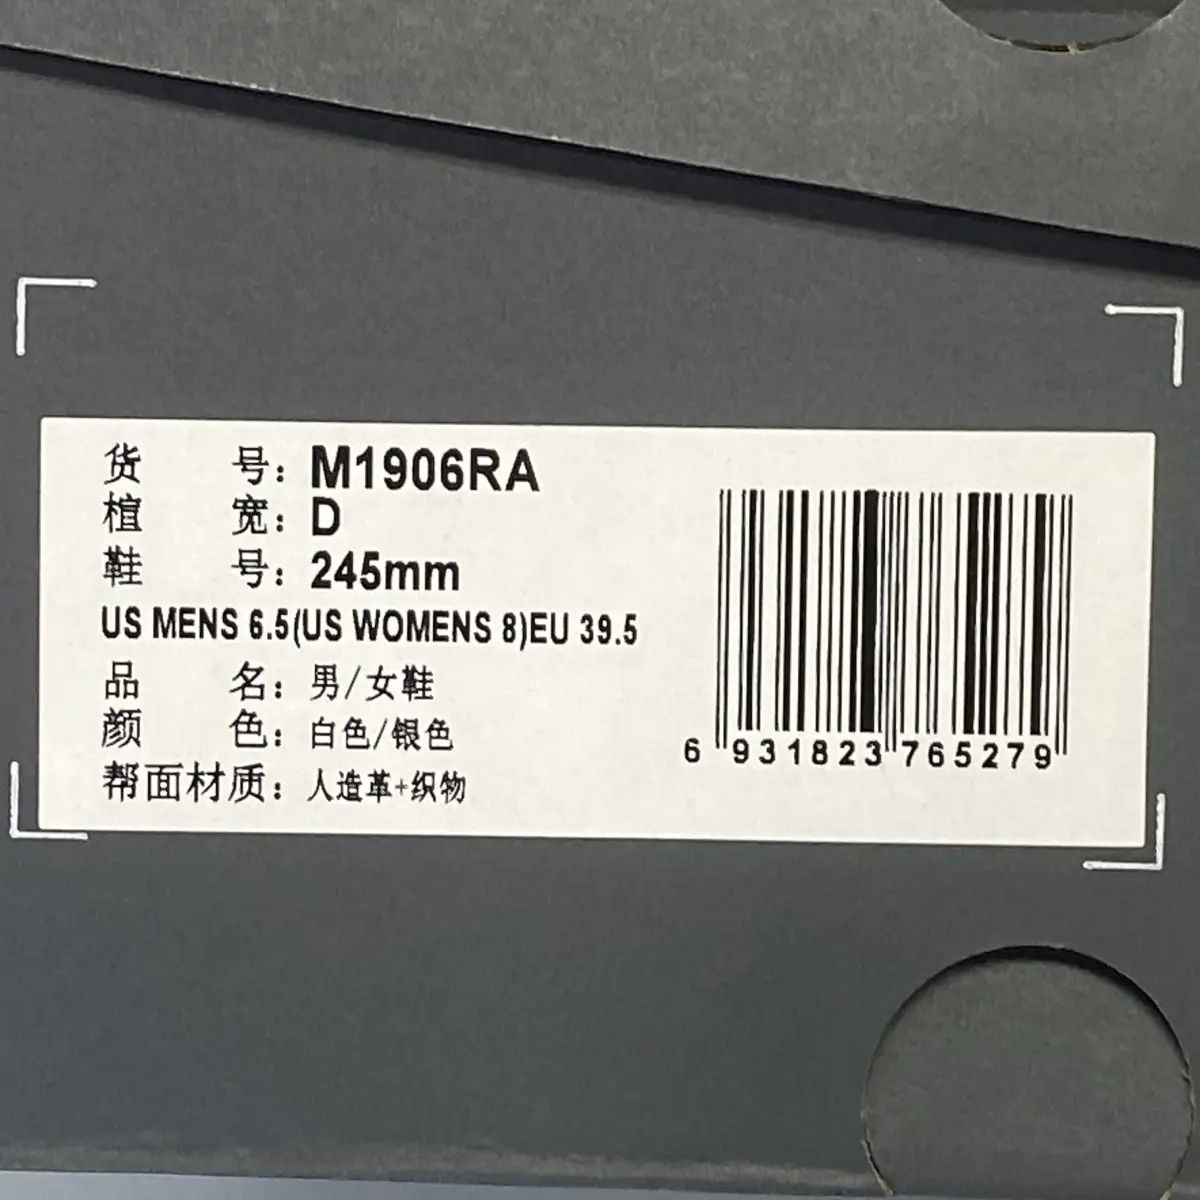 货 号：M1906RA
楦 宽：D
鞋 号：245mm
US MENS 6.5(US WOMENS 8)EU 39.5
品 名：男/女鞋
颜 色：白色/银色
帮面材质：人造革+织物
6 931823 765279